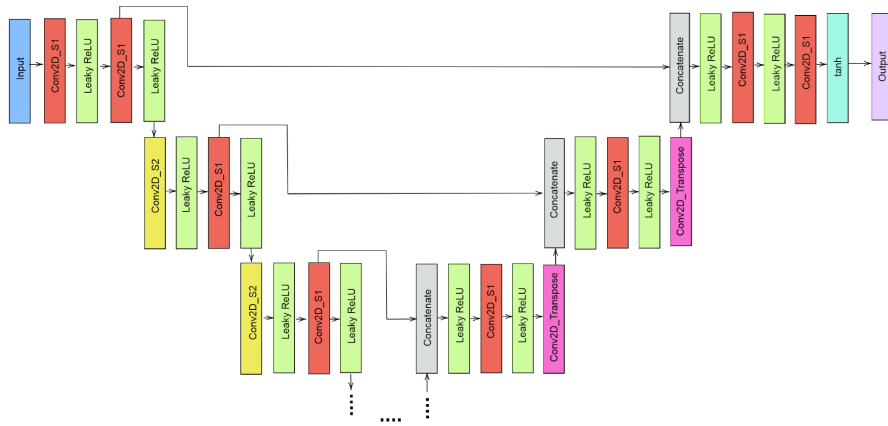 Input
Conv2D_S1
Leaky ReLU
Conv2D_S1
Leaky ReLU
Concatenate
Leaky ReLU
Conv2D_S1
Leaky ReLU
Conv2D_S1
tanh
Output
Conv2D_S2
Leaky ReLU
Conv2D_S1
Leaky ReLU
Concatenate
Leaky ReLU
Conv2D_S1
Leaky ReLU
Conv2D_Transpose
Conv2D_S2
Leaky ReLU
Conv2D_S1
Leaky ReLU
Concatenate
Leaky ReLU
Conv2D_S1
Leaky ReLU
Conv2D_Transpose